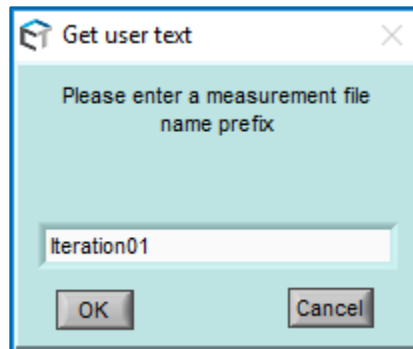 Get user text
Please enter a measurement file
name prefix
Iteration01
OK
Cancel